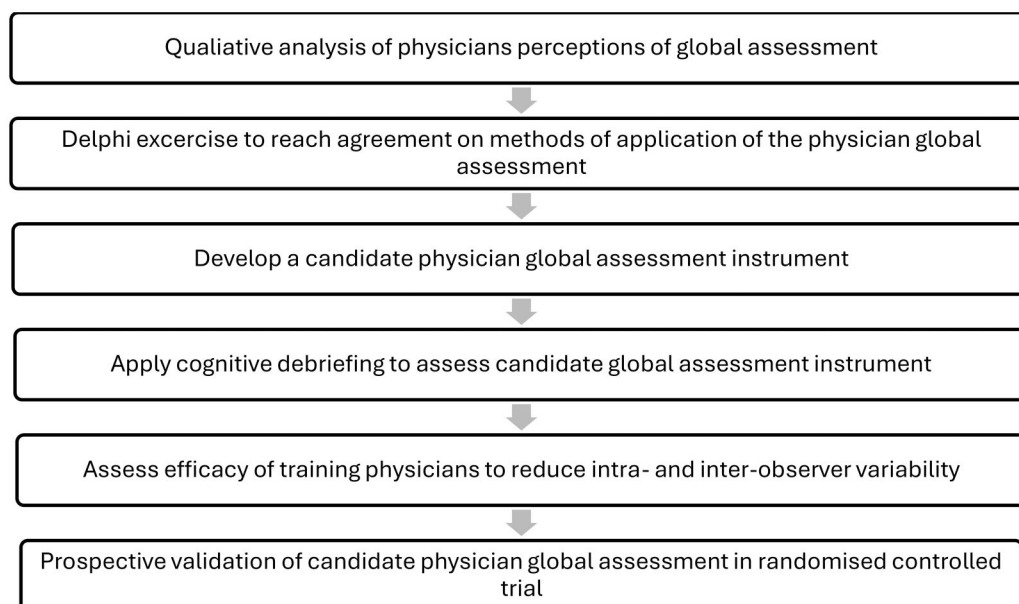 Qualiative analysis of physicians perceptions of global assessment
Delphi excercise to reach agreement on methods of application of the physician global
assessment
Develop a candidate physician global assessment instrument
Apply cognitive debriefing to assess candidate global assessment instrument
Assess efficacy of training physicians to reduce intra- and inter-observer variability
Prospective validation of candidate physician global assessment in randomised controlled
trial